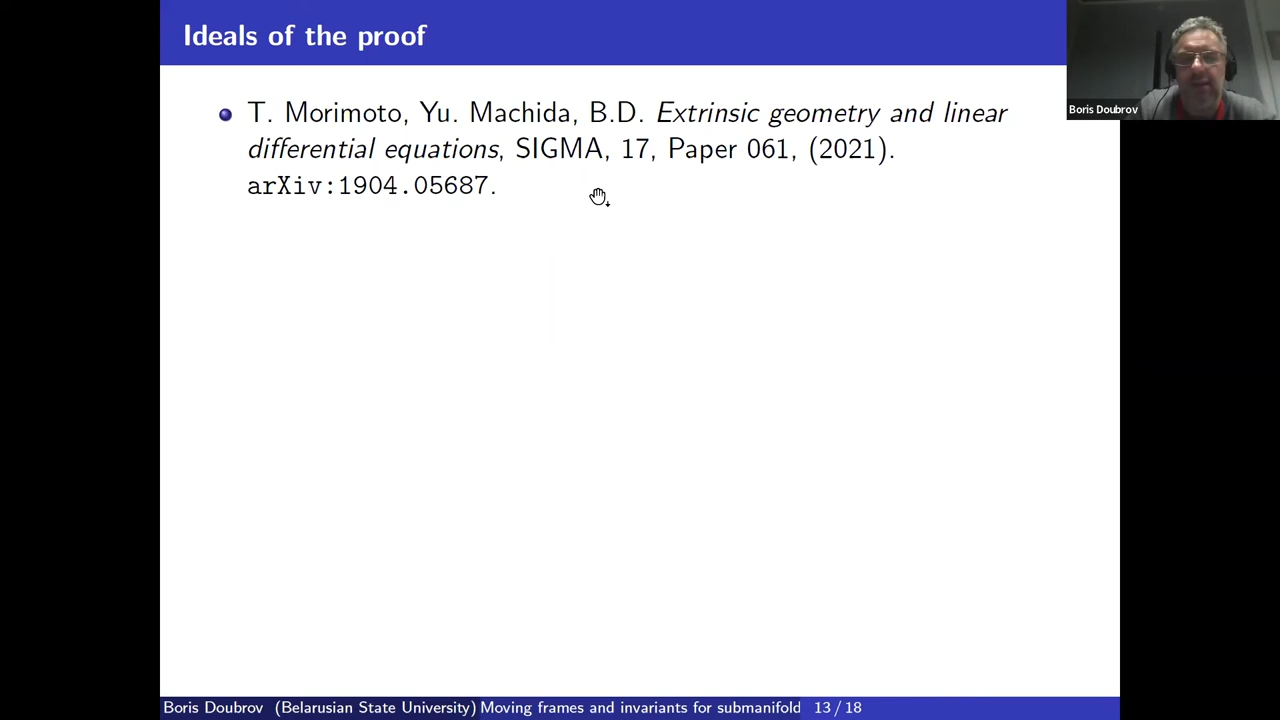 Ideals of the proof
Boris Doubrov
T. Morimoto, Yu. Machida, B.D. Extrinsic geometry and linear
differential equations, SIGMA, 17, Paper 061, (2021).
arXiv:1904.05687.
Boris Doubrov (Belarusian State University) Moving frames and invariants for submanifold 13 / 18